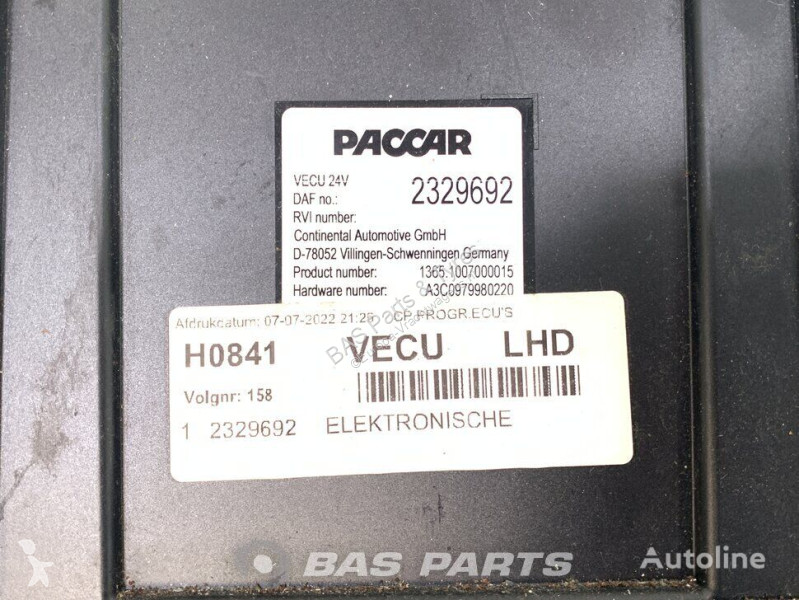 PACCAR
VECU 24V
DAF no.: 2329692
RVI number:
Continental Automotive GmbH
D-78052 Villingen-Schwenningen Germany
Product number: 1365.1007000015
Hardware number: A3C0979980220
Afdrukdatum: 07-07-2022 21:25 CP.PROGR.ECU'S
H0841 VECU LHD
Volgnr: 158
1 2329692 ELEKTRONISCHE
BAS Parts &
BAS PARTS
Autoline